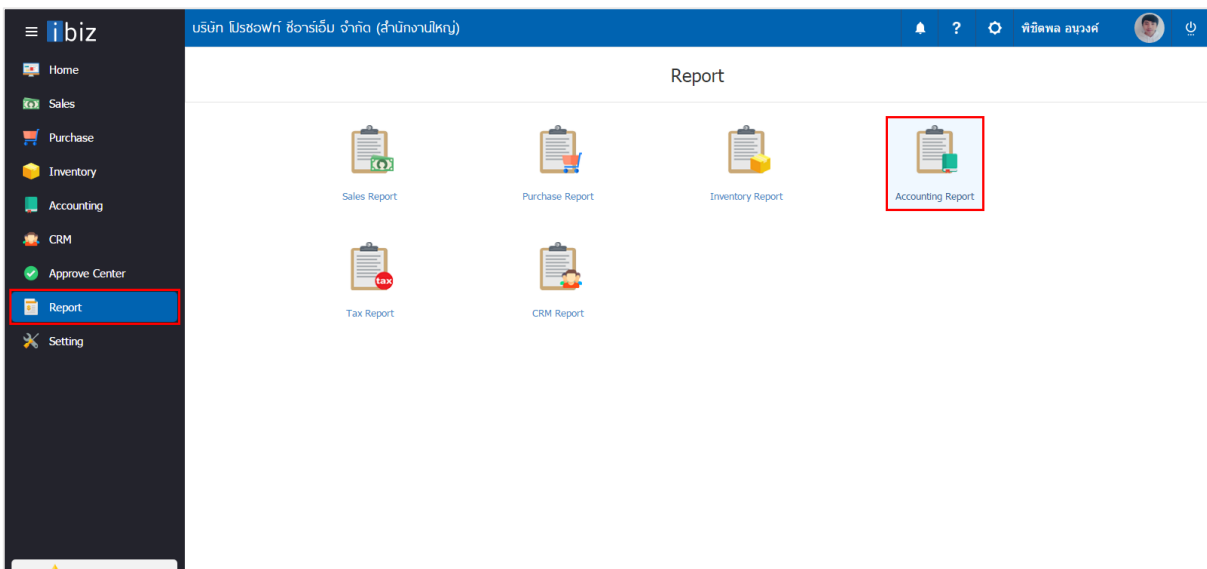 ibiz
บริษัท โปรซอฟท์ ซีอาร์เอ็ม จำกัด (สำนักงานใหญ่)
?
พิชิตพล อนุวงค์
Home
Sales
Purchase
Inventory
Accounting
CRM
Approve Center
Report
Setting
Report
Sales Report
Purchase Report
Inventory Report
Accounting Report
tax
Tax Report
CRM Report